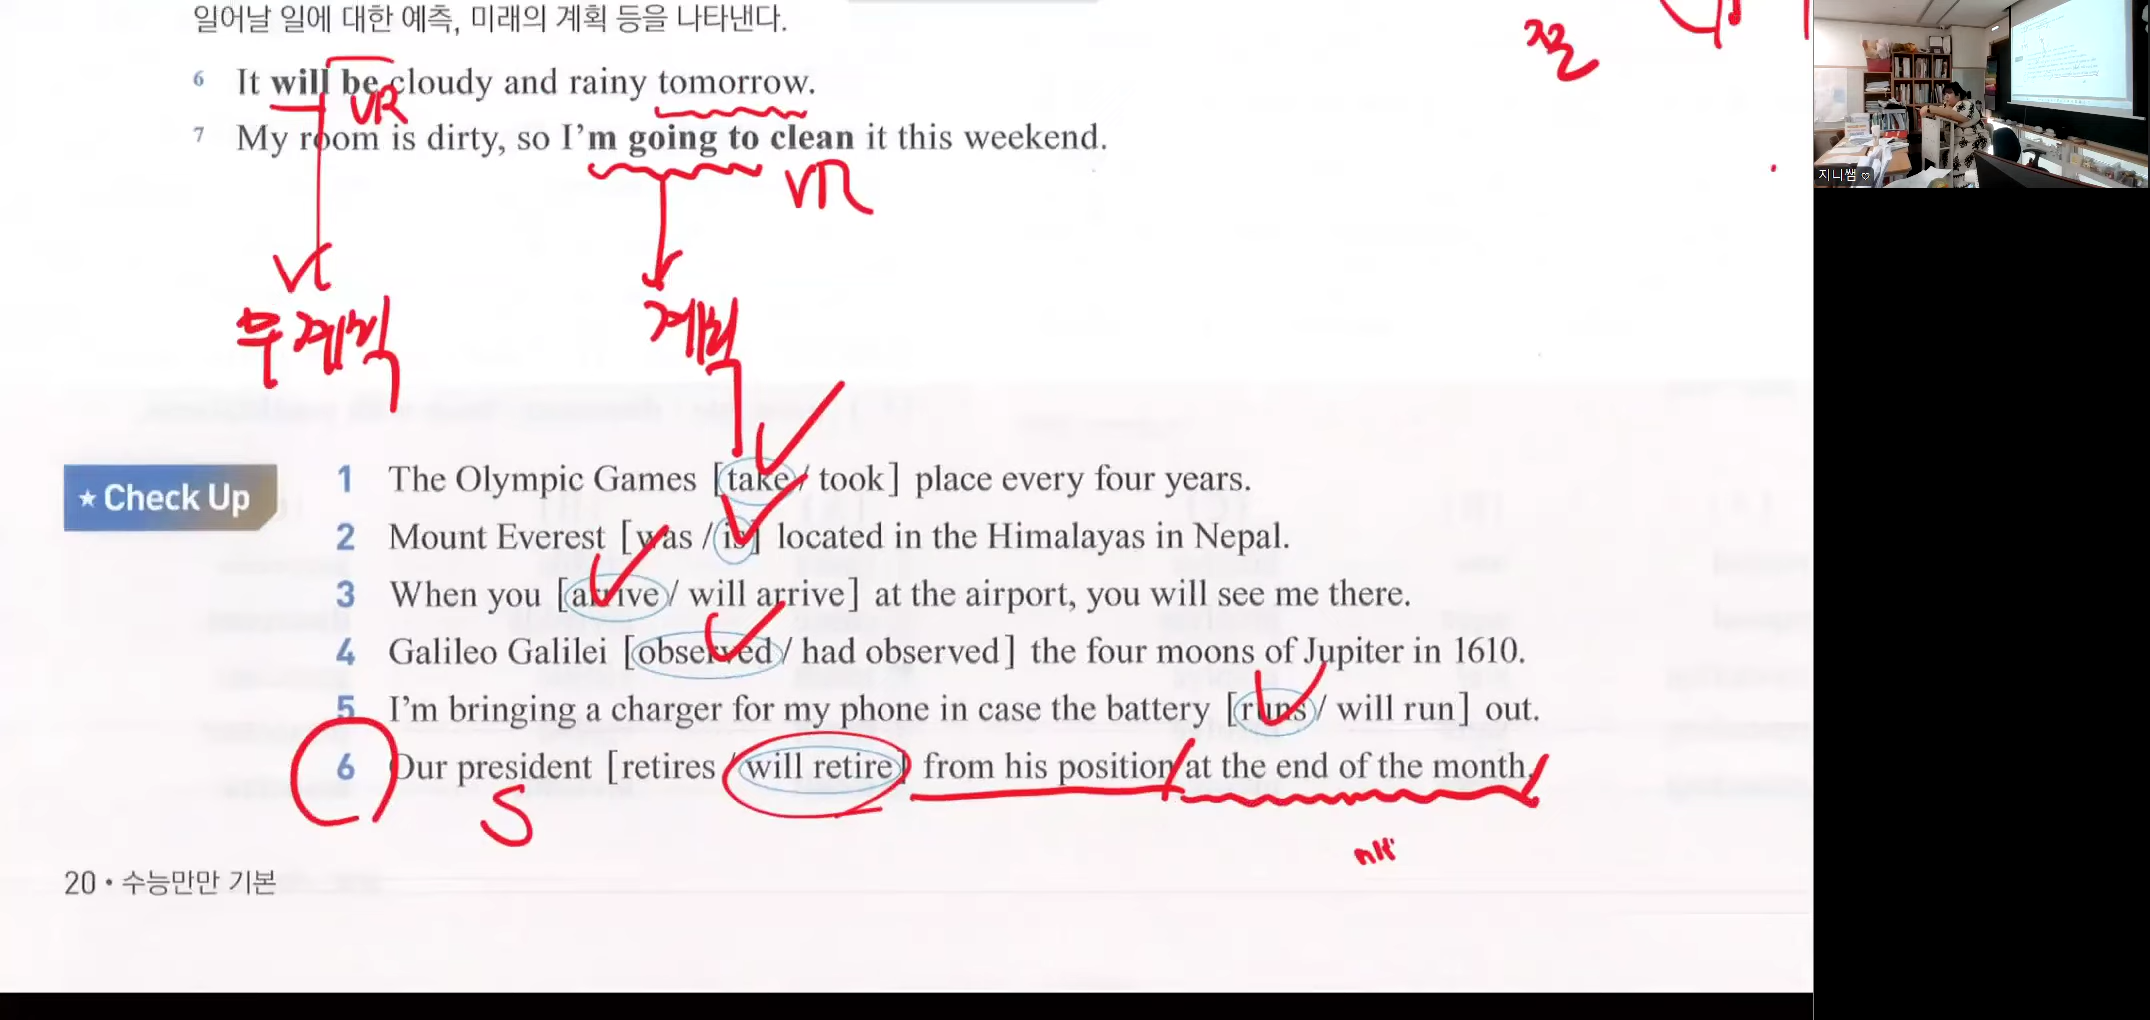 일어날 일에 대한 예측, 미래의 계획 등을 나타낸다.
6 It will be cloudy and rainy tomorrow.
VR
7 My room is dirty, so I'm going to clean it this weekend.
VR
무계획
계획
★ Check Up
1 The Olympic Games [take / took] place every four years.
2 Mount Everest [was / is] located in the Himalayas in Nepal.
3 When you [arrive / will arrive] at the airport, you will see me there.
4 Galileo Galilei [observed / had observed] the four moons of Jupiter in 1610.
5 I'm bringing a charger for my phone in case the battery [runs / will run] out.
6 Our president [retires / will retire] from his position at the end of the month.
S
20 • 수능만만 기본
지니쌤 ♡